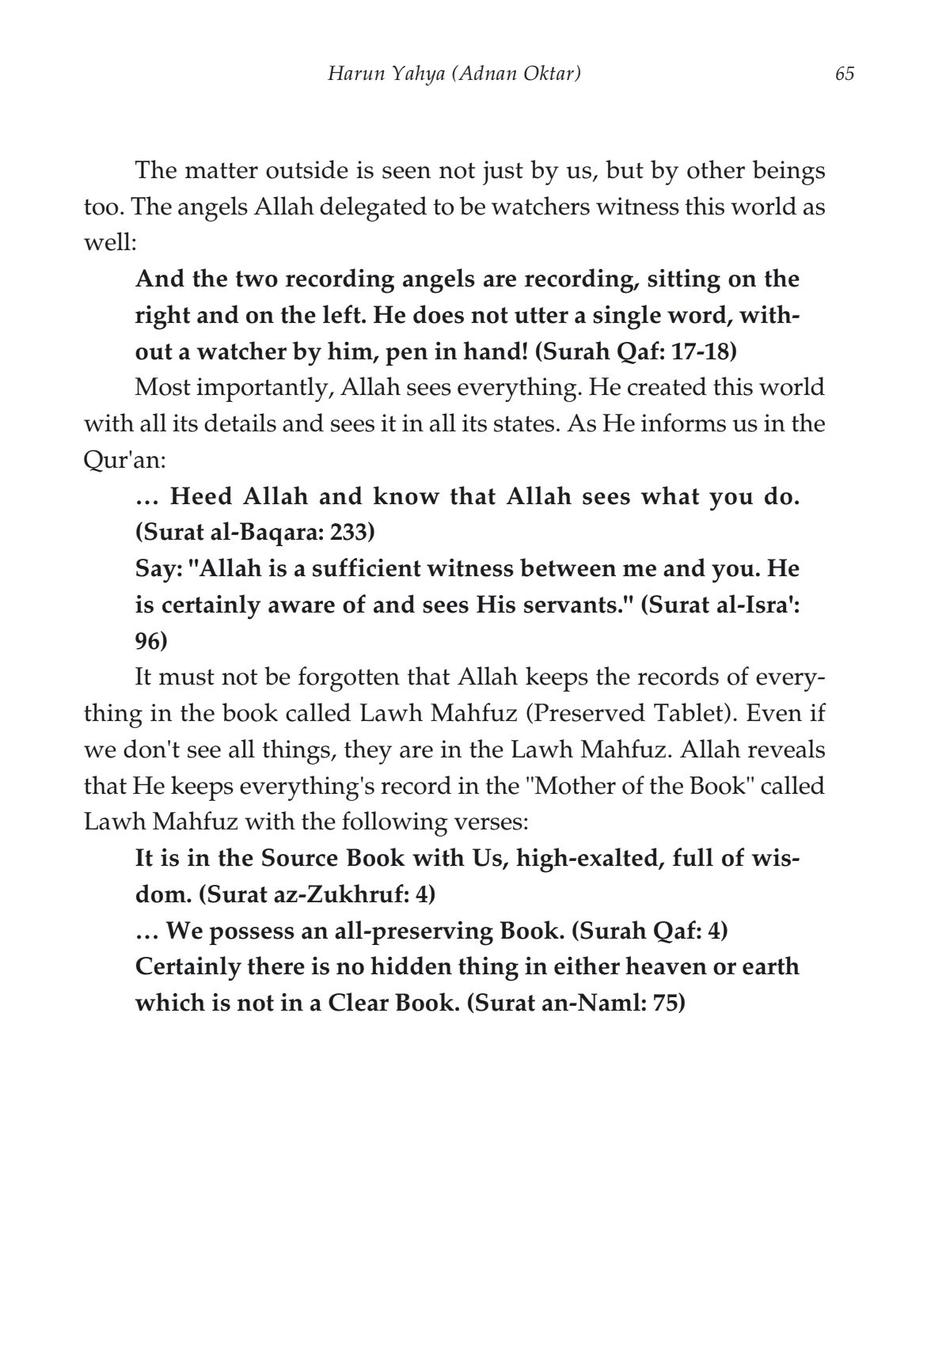 Harun Yahya (Adnan Oktar) 65
The matter outside is seen not just by us, but by other beings
too. The angels Allah delegated to be watchers witness this world as
well:
And the two recording angels are recording, sitting on the
right and on the left. He does not utter a single word, with-
out a watcher by him, pen in hand! (Surah Qaf: 17-18)
Most importantly, Allah sees everything. He created this world
with all its details and sees it in all its states. As He informs us in the
Qur'an:
… Heed Allah and know that Allah sees what you do.
(Surat al-Baqara: 233)
Say: "Allah is a sufficient witness between me and you. He
is certainly aware of and sees His servants." (Surat al-Isra':
96)
It must not be forgotten that Allah keeps the records of every-
thing in the book called Lawh Mahfuz (Preserved Tablet). Even if
we don't see all things, they are in the Lawh Mahfuz. Allah reveals
that He keeps everything's record in the "Mother of the Book" called
Lawh Mahfuz with the following verses:
It is in the Source Book with Us, high-exalted, full of wis-
dom. (Surat az-Zukhruf: 4)
… We possess an all-preserving Book. (Surah Qaf: 4)
Certainly there is no hidden thing in either heaven or earth
which is not in a Clear Book. (Surat an-Naml: 75)